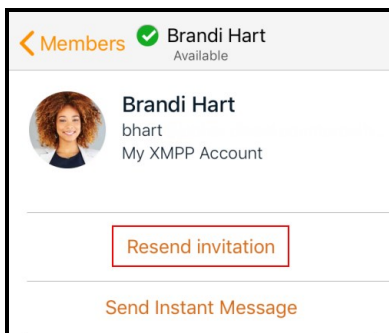 Members
Brandi Hart
Available
Brandi Hart
bhart
My XMPP Account
Resend invitation
Send Instant Message